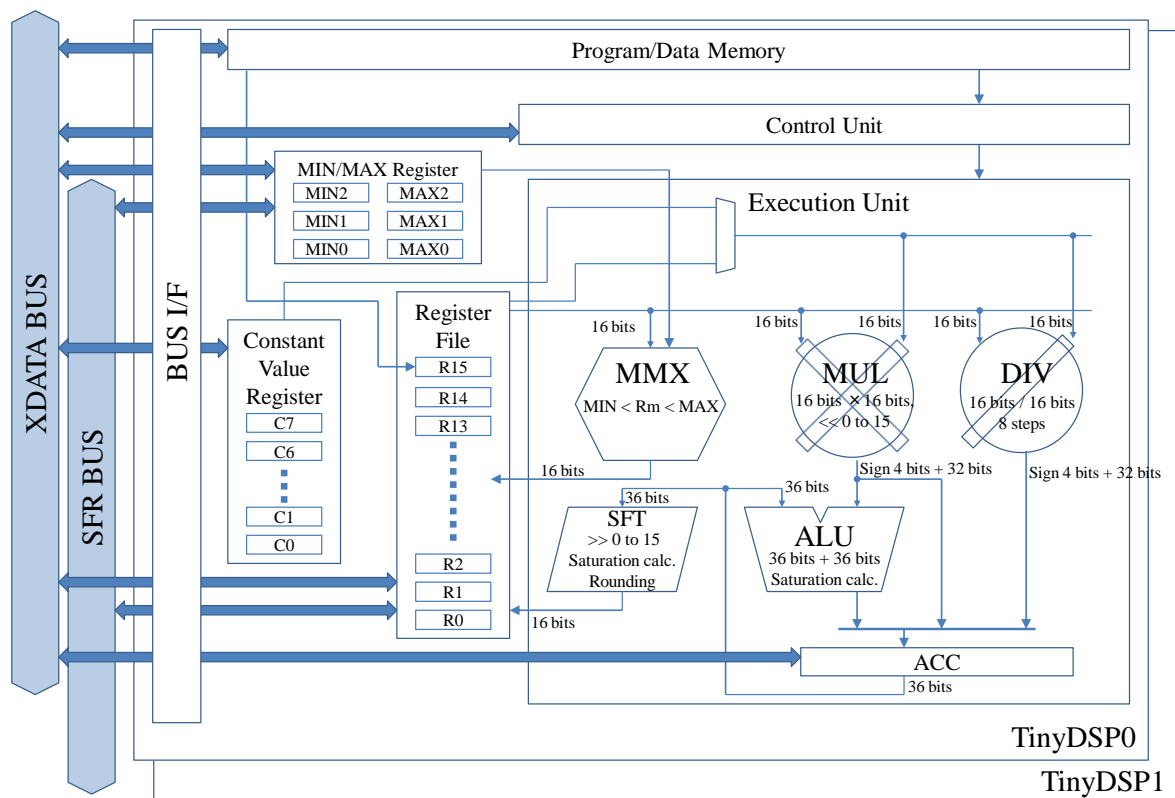 Program/Data Memory
Control Unit
MIN/MAX Register
MIN2
MAX2
MIN1
MAX1
MIN0
MAX0
Execution Unit
XDATA BUS
SFR BUS
BUS I/F
Constant
Value
Register
C7
C6
C1
C0
Register
File
R15
R14
R13
R2
R1
R0
16 bits
16 bits
16 bits
16 bits
16 bits
MMX
MIN < Rm < MAX
MUL
16 bits × 16 bits,
<< 0 to 15
DIV
16 bits / 16 bits
8 steps
16 bits
Sign 4 bits + 32 bits
Sign 4 bits + 32 bits
36 bits
36 bits
SFT
>> 0 to 15
Saturation calc.
Rounding
ALU
36 bits + 36 bits
Saturation calc.
16 bits
ACC
36 bits
TinyDSP0
TinyDSP1